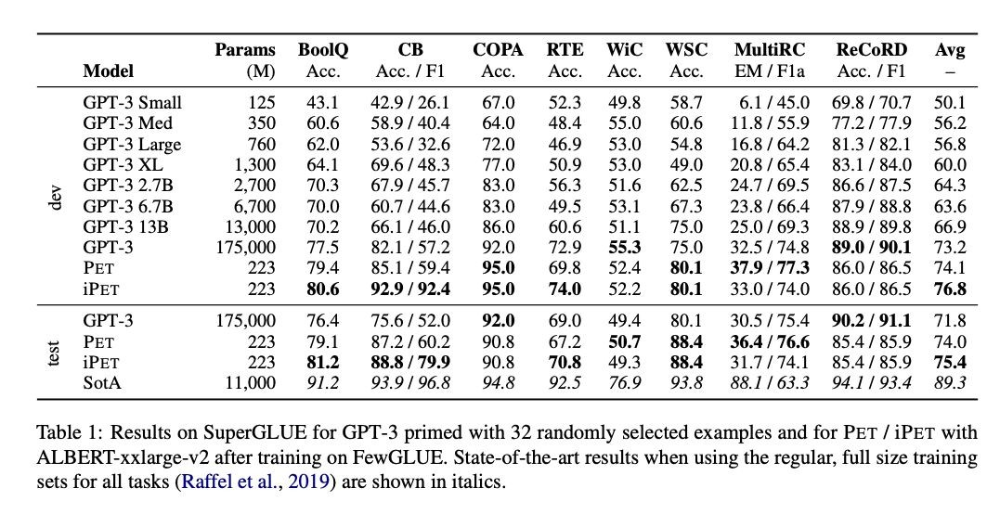 Params BoolQ CB COPA RTE WiC WSC MultiRC ReCoRD Avg
Model (M) Acc. Acc. / F1 Acc. Acc. Acc. Acc. EM / F1a Acc. / F1 –
dev
GPT-3 Small 125 43.1 42.9 / 26.1 67.0 52.3 49.8 58.7 6.1 / 45.0 69.8 / 70.7 50.1
GPT-3 Med 350 60.6 58.9 / 40.4 64.0 48.4 55.0 60.6 11.8 / 55.9 77.2 / 77.9 56.2
GPT-3 Large 760 62.0 53.6 / 32.6 72.0 46.9 53.0 54.8 16.8 / 64.2 81.3 / 82.1 56.8
GPT-3 XL 1,300 64.1 69.6 / 48.3 77.0 50.9 53.0 49.0 20.8 / 65.4 83.1 / 84.0 60.0
GPT-3 2.7B 2,700 70.3 67.9 / 45.7 83.0 56.3 51.6 62.5 24.7 / 69.5 86.6 / 87.5 64.3
GPT-3 6.7B 6,700 70.0 60.7 / 44.6 83.0 49.5 53.1 67.3 23.8 / 66.4 87.9 / 88.8 63.6
GPT-3 13B 13,000 70.2 66.1 / 46.0 86.0 60.6 51.1 75.0 25.0 / 69.3 88.9 / 89.8 66.9
GPT-3 175,000 77.5 82.1 / 57.2 92.0 72.9 55.3 75.0 32.5 / 74.8 89.0 / 90.1 73.2
PET 223 79.4 85.1 / 59.4 95.0 69.8 52.4 80.1 37.9 / 77.3 86.0 / 86.5 74.1
iPET 223 80.6 92.9 / 92.4 95.0 74.0 52.2 80.1 33.0 / 74.0 86.0 / 86.5 76.8
test
GPT-3 175,000 76.4 75.6 / 52.0 92.0 69.0 49.4 80.1 30.5 / 75.4 90.2 / 91.1 71.8
PET 223 79.1 87.2 / 60.2 90.8 67.2 50.7 88.4 36.4 / 76.6 85.4 / 85.9 74.0
iPET 223 81.2 88.8 / 79.9 90.8 70.8 49.3 88.4 31.7 / 74.1 85.4 / 85.9 75.4
SotA 11,000 91.2 93.9 / 96.8 94.8 92.5 76.9 93.8 88.1 / 63.3 94.1 / 93.4 89.3
Table 1: Results on SuperGLUE for GPT-3 primed with 32 randomly selected examples and for PET / iPET with
ALBERT-xxlarge-v2 after training on FewGLUE. State-of-the-art results when using the regular, full size training
sets for all tasks (Raffel et al., 2019) are shown in italics.